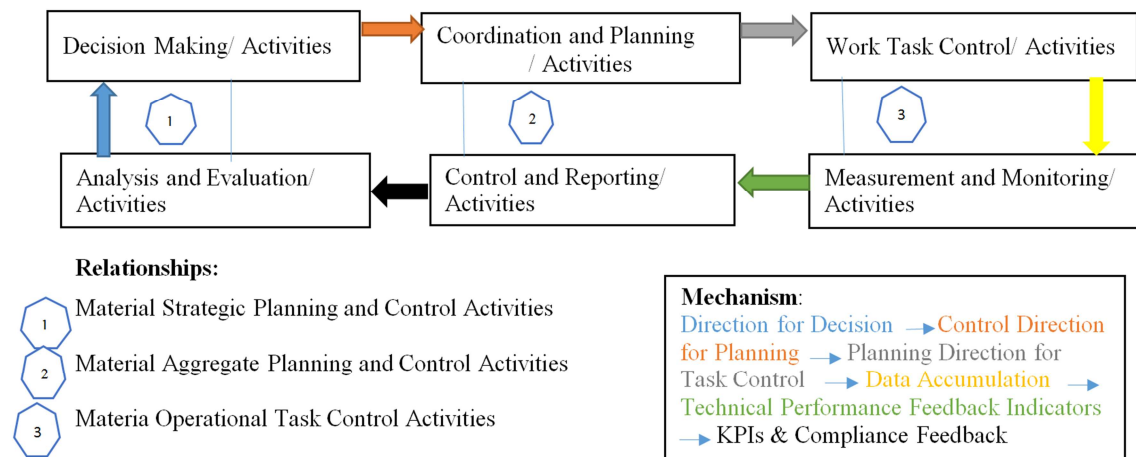 Decision Making/ Activities
Coordination and Planning
/ Activities
Work Task Control/ Activities
1
2
3
Analysis and Evaluation/
Activities
Control and Reporting/
Activities
Measurement and Monitoring/
Activities
Relationships:
1
Material Strategic Planning and Control Activities
2
Material Aggregate Planning and Control Activities
3
Materia Operational Task Control Activities
Mechanism:
Direction for Decision Control Direction
for Planning Planning Direction for
Task Control Data Accumulation
Technical Performance Feedback Indicators
KPIs & Compliance Feedback